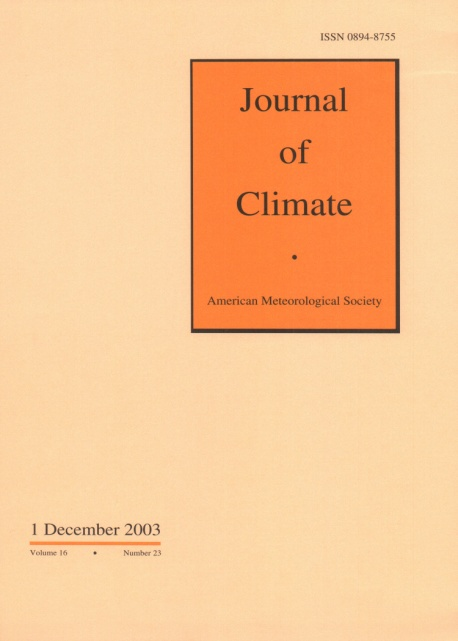 ISSN 0894-8755
Journal
of
Climate
•
American Meteorological Society
1 December 2003
Volume 16 • Number 23